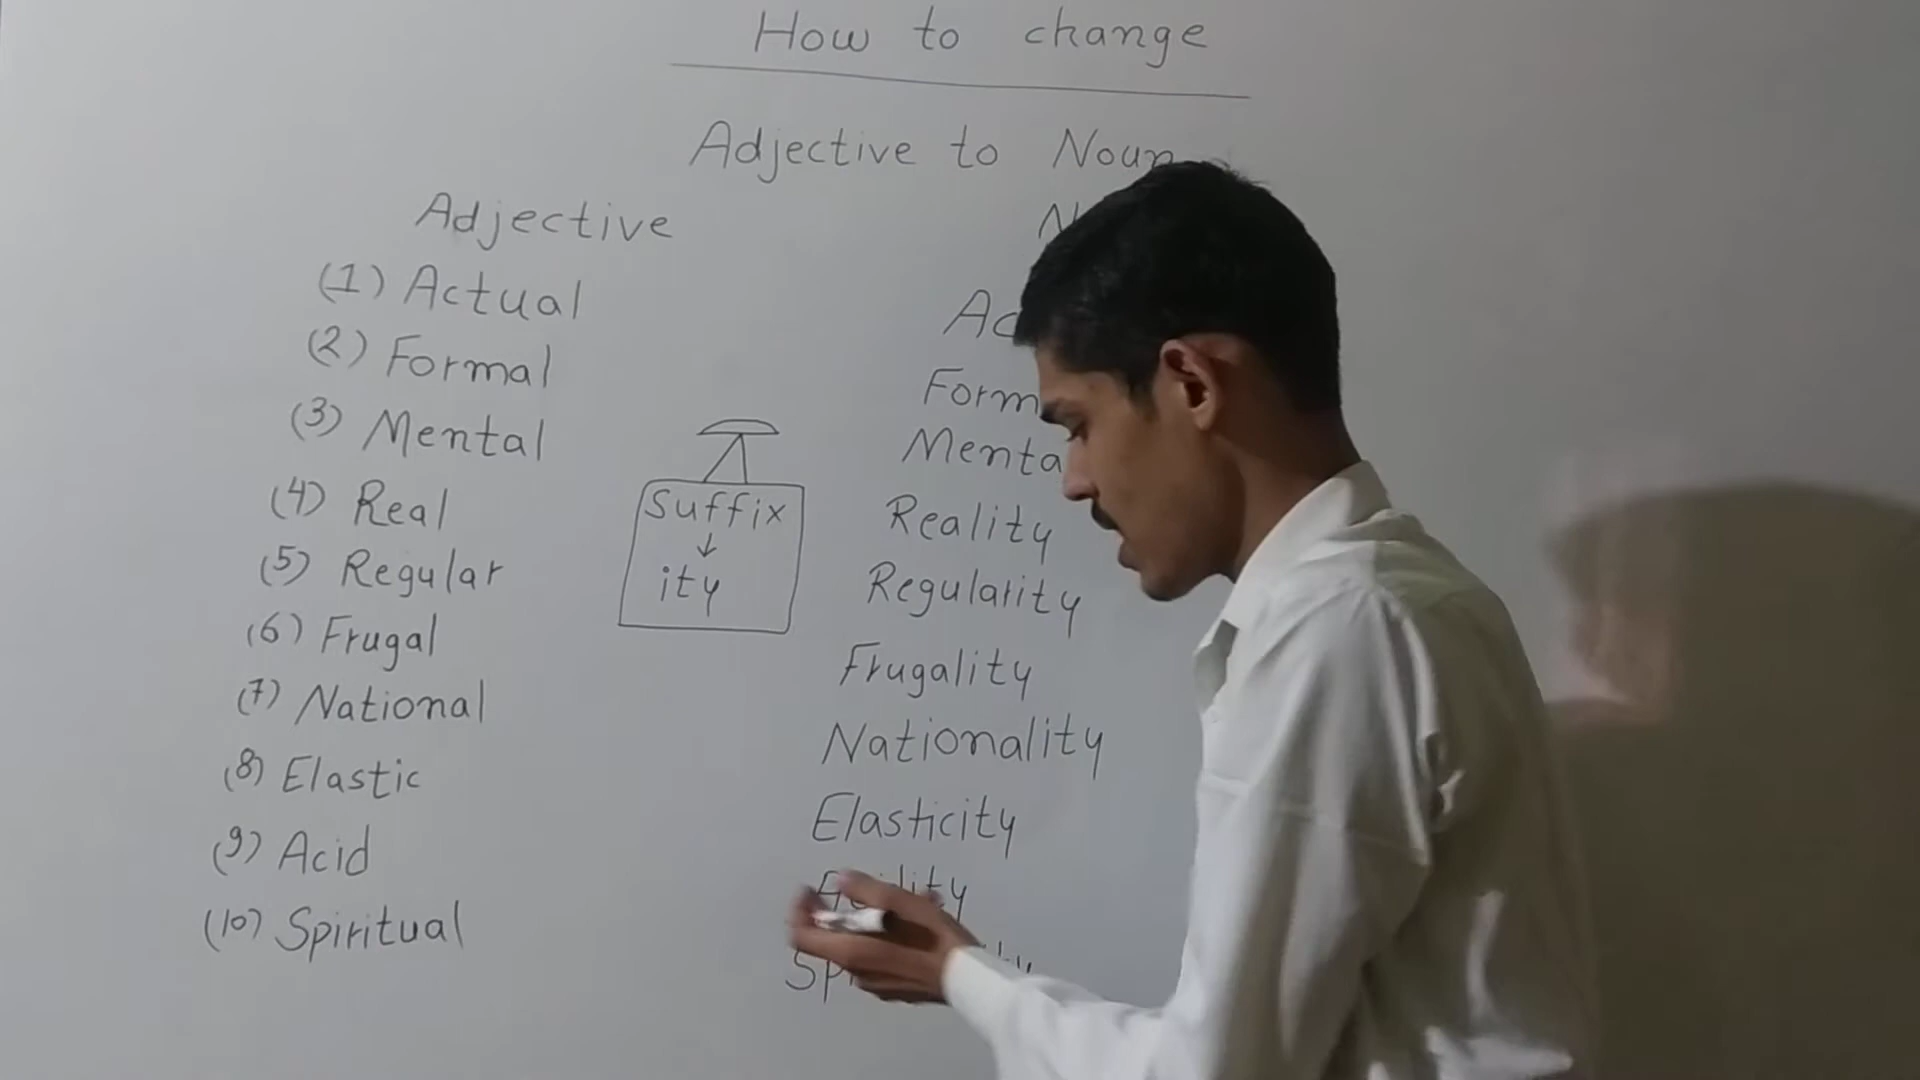 How to change
Adjective to Noun
Adjective
(1) Actual
(2) Formal
(3) Mental
(4) Real
(5) Regular
(6) Frugal
(7) National
(8) Elastic
(9) Acid
(10) Spiritual
Suffix
↓
ity
Reality
Regularity
Frugality
Nationality
Elasticity